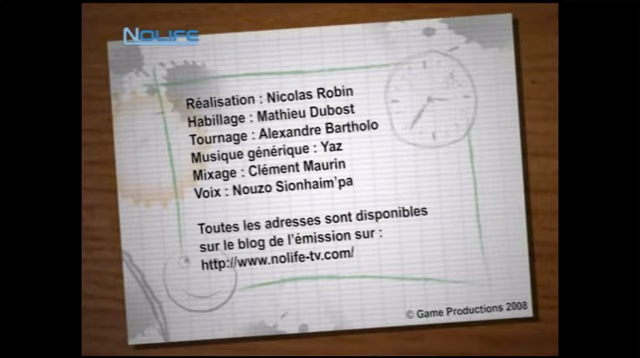 NOLIFE
Réalisation : Nicolas Robin
Habillage : Mathieu Dubost
Tournage : Alexandre Bartholo
Musique générique : Yaz
Mixage : Clément Maurin
Voix : Nouzo Sionhaim'pa
Toutes les adresses sont disponibles
sur le blog de l'émission sur :
http://www.nolife-tv.com/
© Game Productions 2008